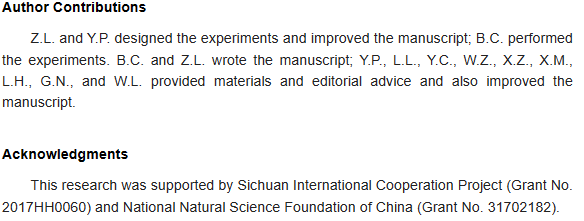 Author Contributions
Z.L. and Y.P. designed the experiments and improved the manuscript; B.C. performed
the experiments. B.C. and Z.L. wrote the manuscript; Y.P., L.L., Y.C., W.Z., X.Z., X.M.,
L.H., G.N., and W.L. provided materials and editorial advice and also improved the
manuscript.
Acknowledgments
This research was supported by Sichuan International Cooperation Project (Grant No.
2017HH0060) and National Natural Science Foundation of China (Grant No. 31702182).